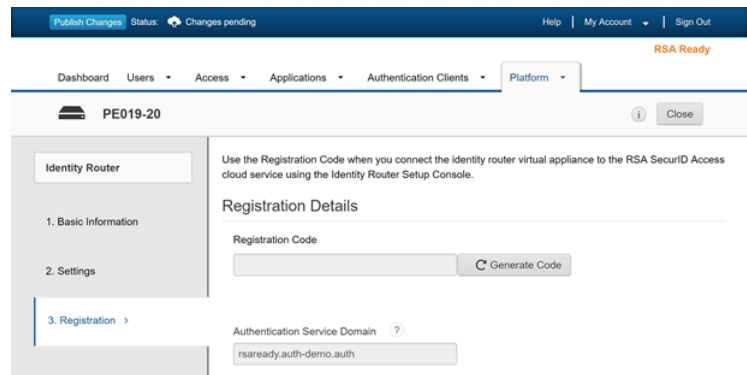 Publish Changes Status: Changes pending Help | My Account | Sign Out
RSA Ready
Dashboard Users Access Applications Authentication Clients Platform
PE019-20 i Close
Identity Router
Use the Registration Code when you connect the identity router virtual appliance to the RSA SecurID Access
cloud service using the Identity Router Setup Console.
Registration Details
1. Basic Information
Registration Code
2. Settings
Generate Code
3. Registration >
Authentication Service Domain ?
rsaready.auth-demo.auth